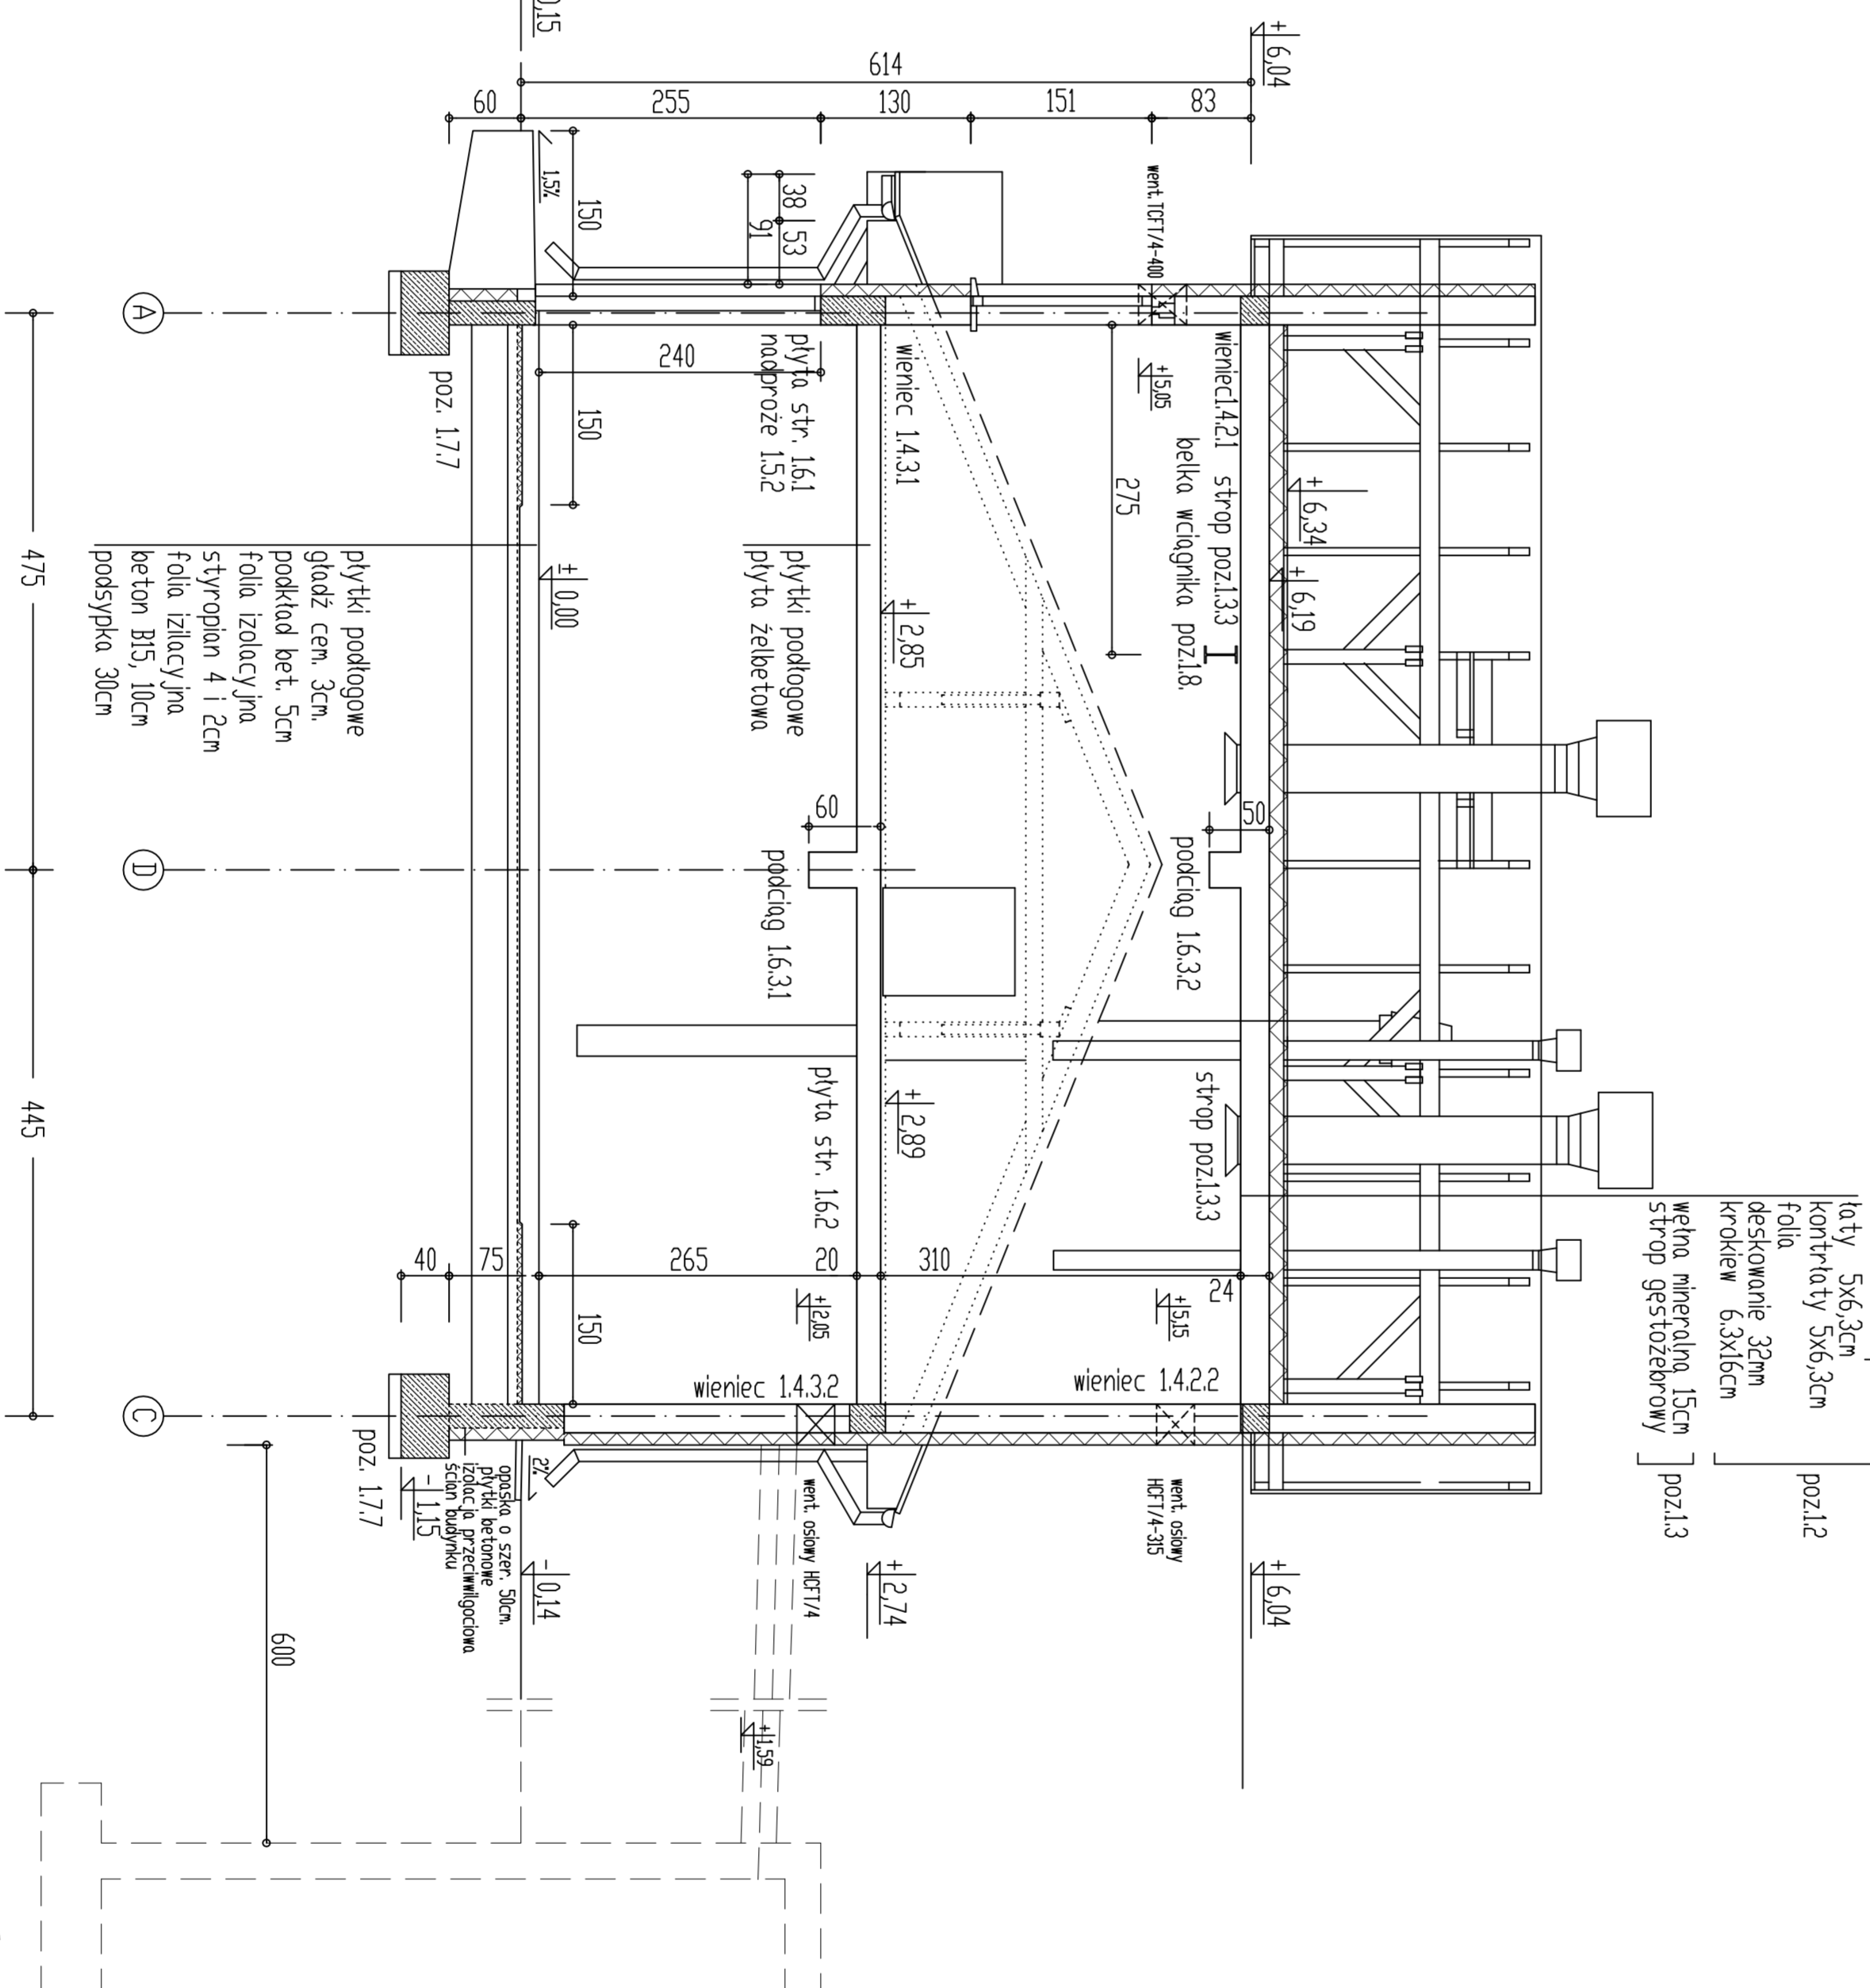 łaty 5x6,3cm
kontrłaty 5x6,3cm
folia
deskowanie 32mm
krokiew 6.3x16cm
poz.1.2
wełna mineralna 15cm
strop gęstożebrowy
poz.1.3
+ 6,04
+ 6,04
614
83
151
130
255
60
0,15
went.TCFT/4-400
38
53
91
150
1,5%
+ 6,34
+ 6,19
wieniec1.4.2.1 strop poz.1.3.3
belka wciągnika poz.1.8.
+5,05
275
50
podciąg 1.6.3.2
strop poz.1.3.3
24
+5,15
wieniec 1.4.2.2
went. osiowy
HCFT/4-315
wieniec 1.4.3.1
+ 2,85
+ 2,89
310
+ 2,74
płyta str. 1.6.1
nadproże 1.5.2
płytki podłogowe
płyta żelbetowa
60
podciąg 1.6.3.1
płyta str. 1.6.2
20
+2,05
wieniec 1.4.3.2
went. osiowy HCFT/4
240
265
+1,59
150
± 0,00
150
2%
- 0,14
opaska o szer. 50cm.
płytki betonowe
izolacja przeciwwilgociowa
ścian budynku
75
40
- 1,15
poz. 1.7.7
poz. 1.7.7
płytki podłogowe
gładź cem. 3cm.
podkład bet. 5cm
folia izolacyjna
styropian 4 i 2cm
folia izilacyjna
beton B15, 10cm
podsypka 30cm
600
A
D
C
475
445